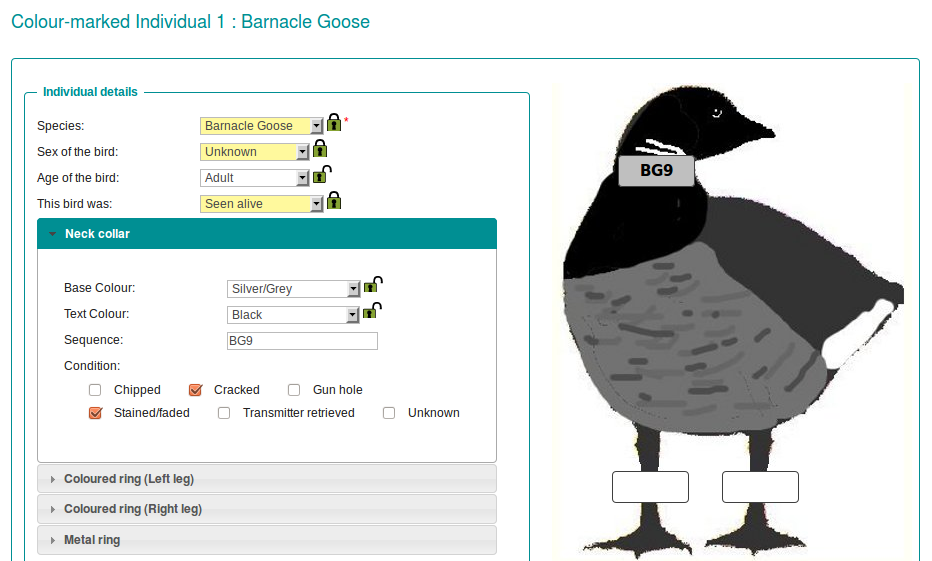 Colour-marked Individual 1 : Barnacle Goose
Individual details
Species: Barnacle Goose *
Sex of the bird: Unknown
Age of the bird: Adult
This bird was: Seen alive
Neck collar
Base Colour: Silver/Grey
Text Colour: Black
Sequence: BG9
Condition:
Chipped Cracked Gun hole
Stained/faded Transmitter retrieved Unknown
Coloured ring (Left leg)
Coloured ring (Right leg)
Metal ring
BG9